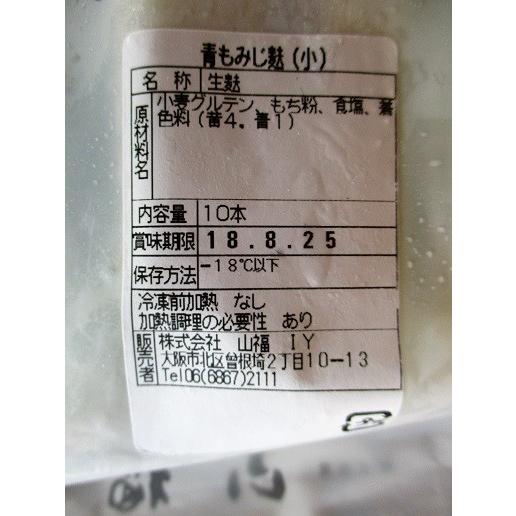 青もみじ麩(小)
名 称 生麩
原材料名 小麦グルテン、もち粉、食塩、着
色料(黄4,青1)
内容量 10本
賞味期限 18.8.25
保存方法 -18℃以下
冷凍前加熱 なし
加熱調理の必要性 あり
販売者 株式会社 山福 IY
大阪市北区曾根埼2丁目10-13
Tel06(6867)2111
プラ